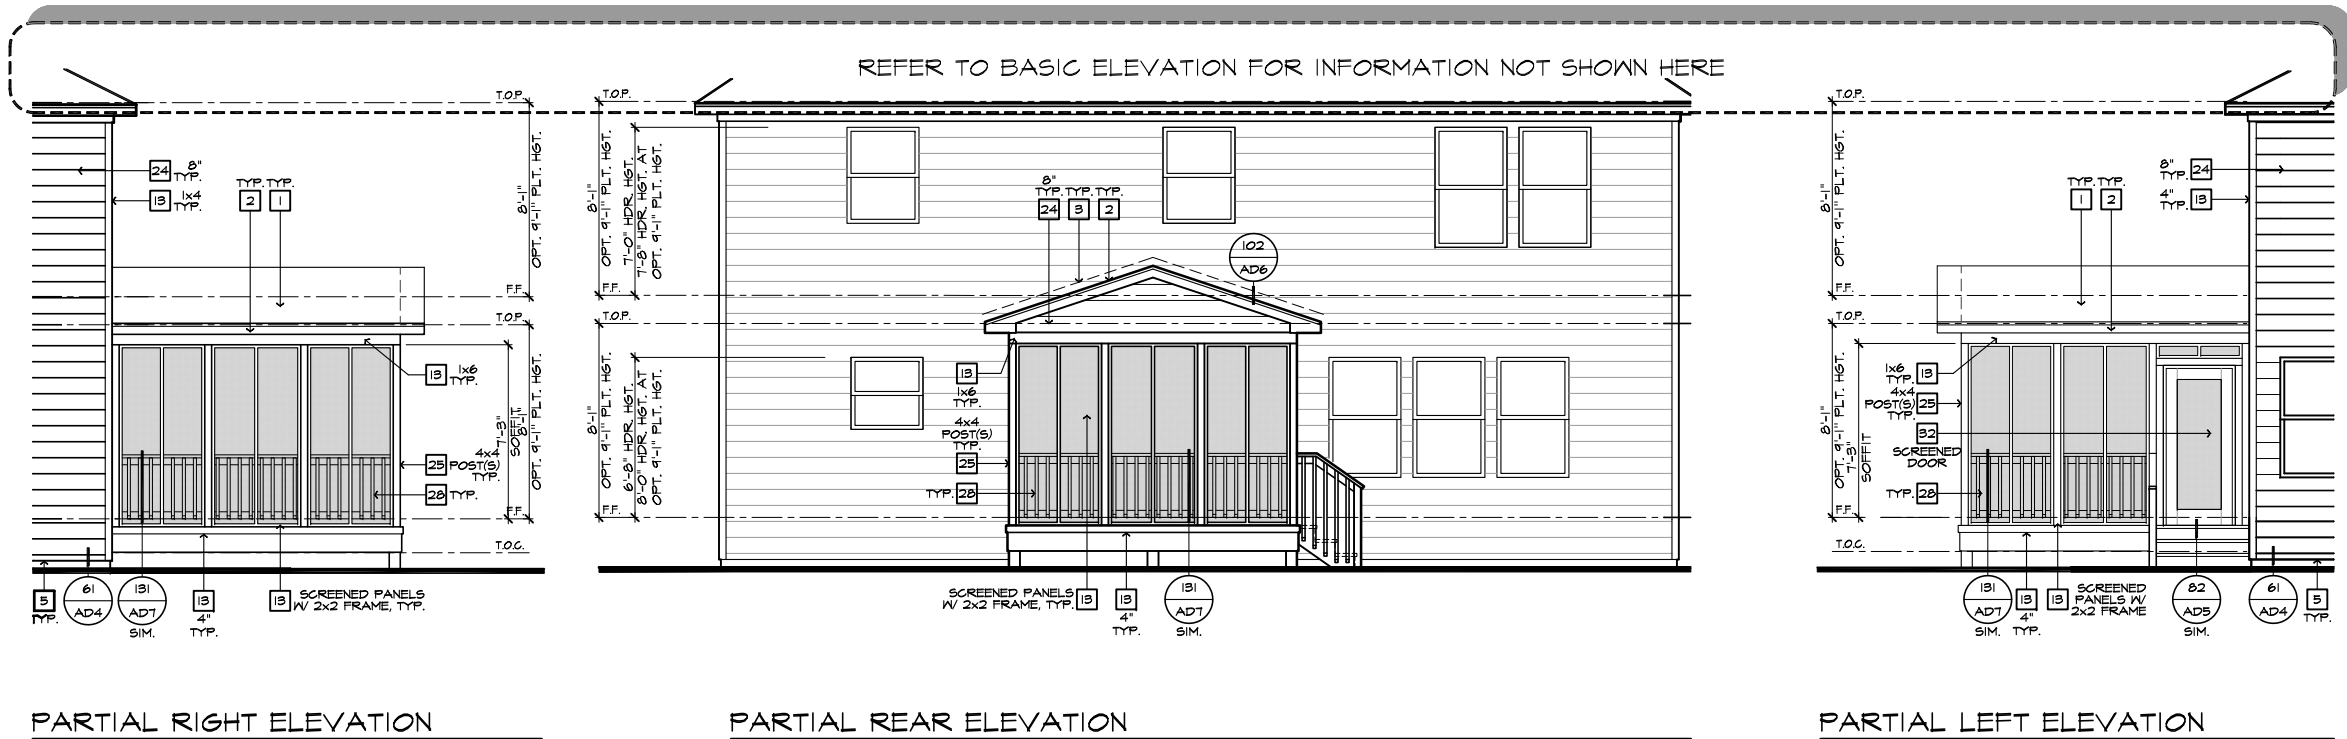 REFER TO BASIC ELEVATION FOR INFORMATION NOT SHOWN HERE
T.O.P.
8'-1"
OPT. 9'-1" PLT. HGT.
F.F.
T.O.P.
24 8"
TYP.
13 1x4
TYP.
TYP. TYP.
2 1
13 1x6
TYP.
7'-3"
SOFFIT
8'-1"
OPT. 9'-1" PLT. HGT.
4x4
25 POST(S)
TYP.
28 TYP.
F.F.
T.O.C.
5
TYP.
61
AD4
131
AD7
SIM.
13
4"
TYP.
13 SCREENED PANELS
W/ 2x2 FRAME, TYP.
PARTIAL RIGHT ELEVATION
T.O.P.
8'-1"
OPT. 9'-1" PLT. HGT.
7'-0" HDR. HGT.
7'-8" HDR. HGT. AT
OPT. 9'-1" PLT. HGT.
F.F.
T.O.P.
8'-1"
OPT. 9'-1" PLT. HGT.
6'-8" HDR. HGT.
8'-0" HDR. HGT. AT
OPT. 9'-1" PLT. HGT.
F.F.
8"
TYP. TYP. TYP.
24 3 2
102
AD6
13
1x6
TYP.
4x4
POST(S)
TYP.
25
TYP. 28
SCREENED PANELS
W/ 2x2 FRAME, TYP. 13
13
4"
TYP.
131
AD7
SIM.
PARTIAL REAR ELEVATION
T.O.P.
8'-1"
OPT. 9'-1" PLT. HGT.
F.F.
T.O.P.
8"
TYP. 24
4"
TYP. 13
TYP. TYP.
1 2
8'-1"
OPT. 9'-1" PLT. HGT.
7'-3"
SOFFIT
1x6
TYP. 13
4x4
POST(S) 25
TYP.
32
SCREENED
DOOR
TYP. 28
F.F.
T.O.C.
131
AD7
SIM.
13
4"
TYP.
13 SCREENED
PANELS W/
2x2 FRAME
82
AD5
SIM.
61
AD4
5
TYP.
PARTIAL LEFT ELEVATION